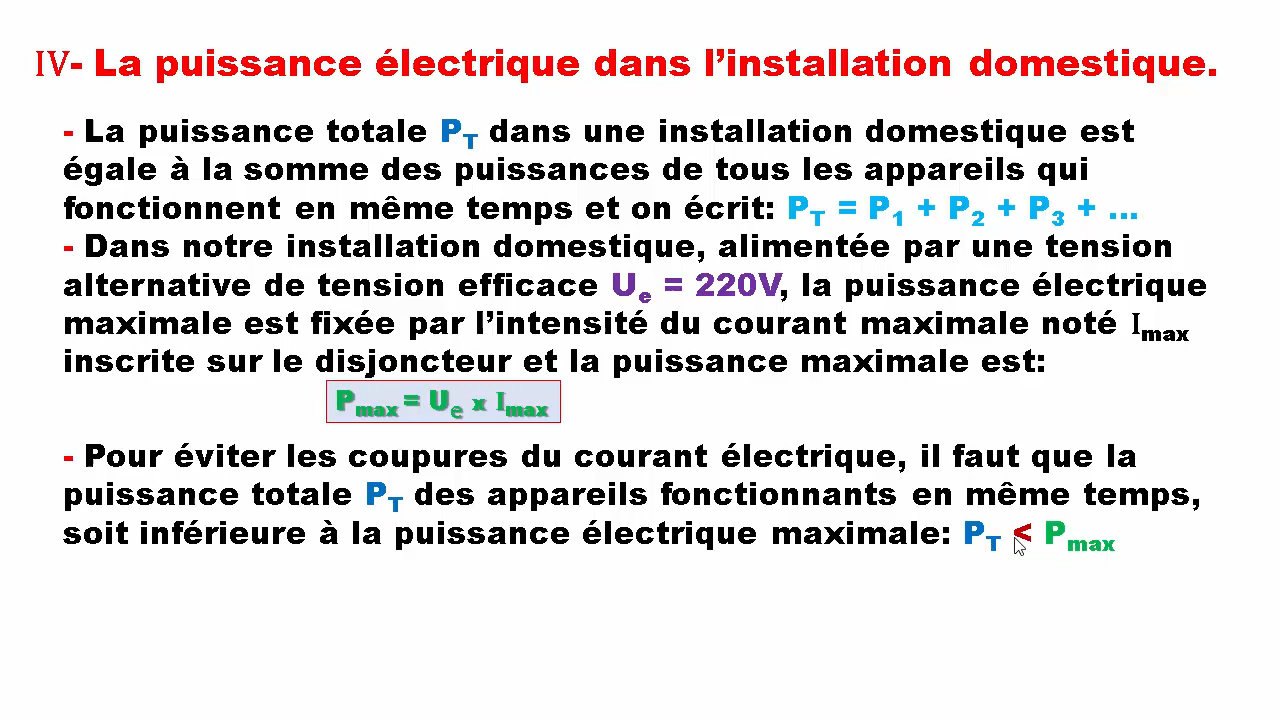 IV- La puissance électrique dans l’installation domestique.
- La puissance totale PT dans une installation domestique est
égale à la somme des puissances de tous les appareils qui
fonctionnent en même temps et on écrit: PT = P1 + P2 + P3 + ...
- Dans notre installation domestique, alimentée par une tension
alternative de tension efficace Ue = 220V, la puissance électrique
maximale est fixée par l’intensité du courant maximale noté Imax
inscrite sur le disjoncteur et la puissance maximale est:
Pmax = Ue x Imax
- Pour éviter les coupures du courant électrique, il faut que la
puissance totale PT des appareils fonctionnants en même temps,
soit inférieure à la puissance électrique maximale: PT < Pmax